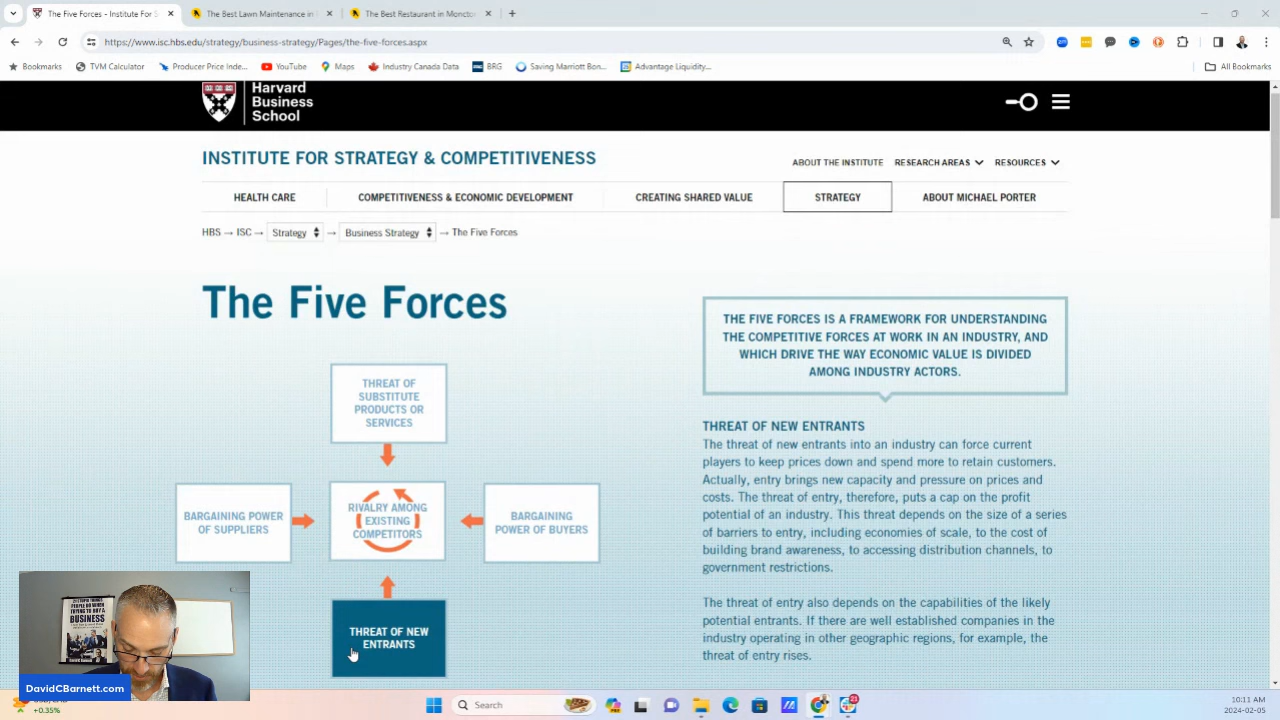 The Five Forces - Institute For S
The Best Lawn Maintenance in
The Best Restaurant in Moncto
https://www.isc.hbs.edu/strategy/business-strategy/Pages/the-five-forces.aspx
Bookmarks
TVM Calculator
Producer Price Inde...
YouTube
Maps
Industry Canada Data
BRG
Saving Marriott Bon...
Advantage Liquidity...
All Bookmarks
Harvard
Business
School
INSTITUTE FOR STRATEGY & COMPETITIVENESS
ABOUT THE INSTITUTE
RESEARCH AREAS
RESOURCES
HEALTH CARE
COMPETITIVENESS & ECONOMIC DEVELOPMENT
CREATING SHARED VALUE
STRATEGY
ABOUT MICHAEL PORTER
HBS → ISC → Strategy → Business Strategy → The Five Forces
The Five Forces
THREAT OF
SUBSTITUTE
PRODUCTS OR
SERVICES
BARGAINING POWER
OF SUPPLIERS
RIVALRY AMONG
EXISTING
COMPETITORS
BARGAINING
POWER OF BUYERS
THREAT OF NEW
ENTRANTS
THE FIVE FORCES IS A FRAMEWORK FOR UNDERSTANDING
THE COMPETITIVE FORCES AT WORK IN AN INDUSTRY, AND
WHICH DRIVE THE WAY ECONOMIC VALUE IS DIVIDED
AMONG INDUSTRY ACTORS.
THREAT OF NEW ENTRANTS
The threat of new entrants into an industry can force current
players to keep prices down and spend more to retain customers.
Actually, entry brings new capacity and pressure on prices and
costs. The threat of entry, therefore, puts a cap on the profit
potential of an industry. This threat depends on the size of a series
of barriers to entry, including economies of scale, to the cost of
building brand awareness, to accessing distribution channels, to
government restrictions.
The threat of entry also depends on the capabilities of the likely
potential entrants. If there are well established companies in the
industry operating in other geographic regions, for example, the
threat of entry rises.
STUPID THINGS
PEOPLE DO WHEN
TRYING TO BUY A
BUSINESS
DavidCBarnett.com
+0.35%
Search
10:11 AM
2024-02-05